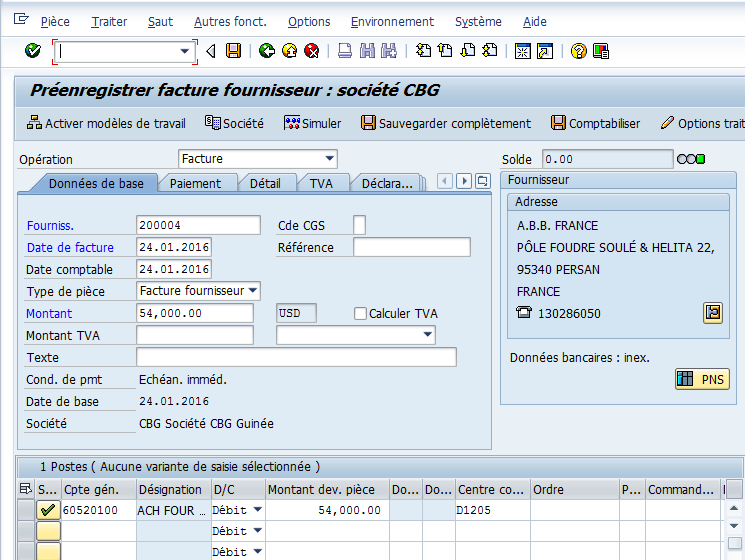 Pièce Traiter Saut Autres fonct. Options Environnement Système Aide
Préenregistrer facture fournisseur : société CBG
Activer modèles de travail Société Simuler Sauvegarder complètement Comptabiliser Options trait
Opération Facture Solde 0.00
Données de base Paiement Détail TVA Déclara...
Fournisseur
Adresse
Fourniss. 200004 Cde CGS A.B.B. FRANCE
Date de facture 24.01.2016 Référence PÔLE FOUDRE SOULÉ & HELITA 22,
Date comptable 24.01.2016 95340 PERSAN
Type de pièce Facture fournisseur FRANCE
Montant 54,000.00 USD Calculer TVA 130286050
Montant TVA
Texte Données bancaires : inex.
Cond. de pmt Echéan. imméd. PNS
Date de base 24.01.2016
Société CBG Société CBG Guinée
1 Postes ( Aucune variante de saisie sélectionnée )
S... Cpte gén. Désignation D/C Montant dev. pièce Do... Do... Centre co... Ordre P... Command...
60520100 ACH FOUR ... Débit 54,000.00 D1205
Débit
Débit